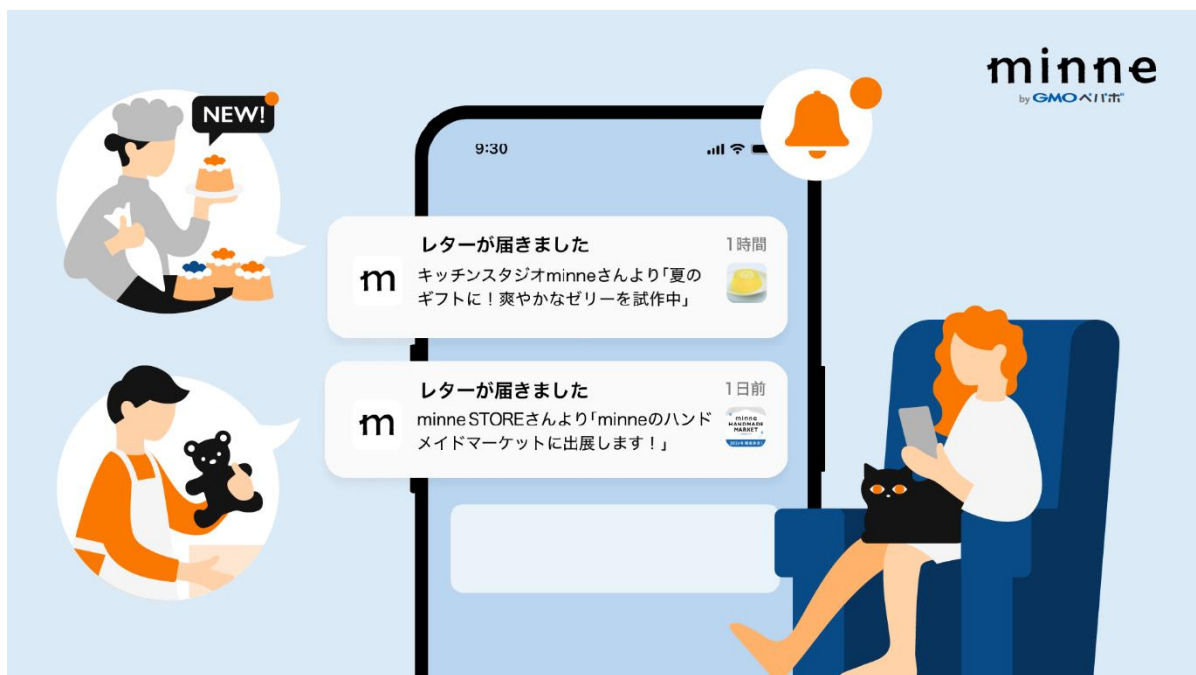 minne
by GMOペパボ
NEW!
9:30
レターが届きました
1時間
キッチンスタジオminneさんより「夏の
ギフトに！爽やかなゼリーを試作中」
m
レターが届きました
1日前
minne STOREさんより「minneのハンド
メイドマーケットに出展します！」
m
minne
HANDMADE
MARKET